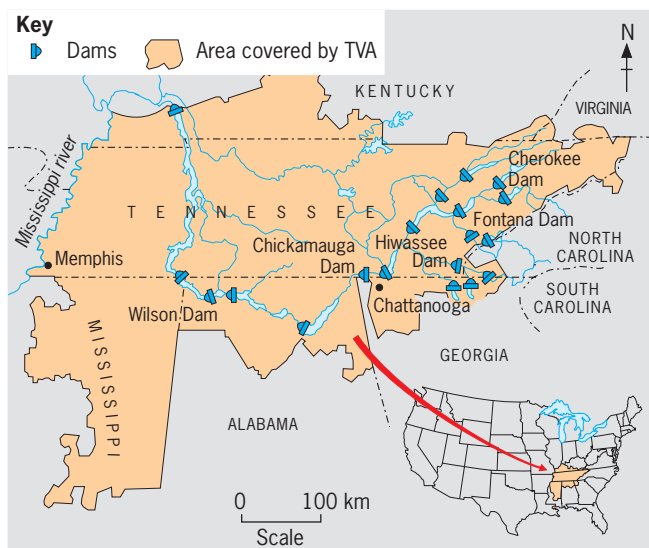 Key
Dams
Area covered by TVA
N
KENTUCKY
VIRGINIA
Mississippi river
Cherokee
Dam
TENNESSEE
Fontana Dam
Chickamauga
Dam
Hiwassee
Dam
NORTH
CAROLINA
Memphis
SOUTH
CAROLINA
Chattanooga
Wilson Dam
MISSISSIPPI
GEORGIA
ALABAMA
0 100 km
Scale